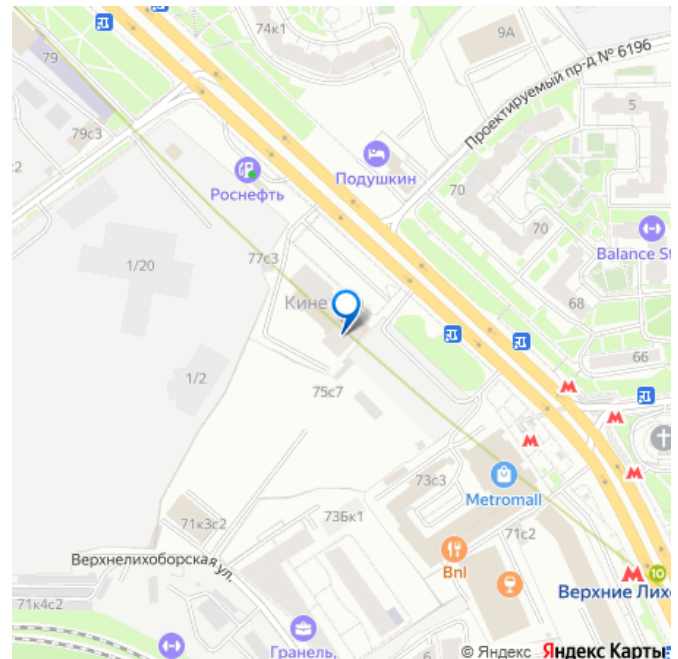 74к1
9А
79
79с3
2
Проектируемый пр-д № 6196
5
Подушкин
Роснефть
70
70
Balance St
77с3
1/20
Кине
68
66
1/2
75с7
73с3
Metromall
71к3с2
73Бк1
71с2
Верхнелихоборская ул.
Bnl
10
Верхние Лихо
71к4с2
Гранель,
© Яндекс Яндекс Карты